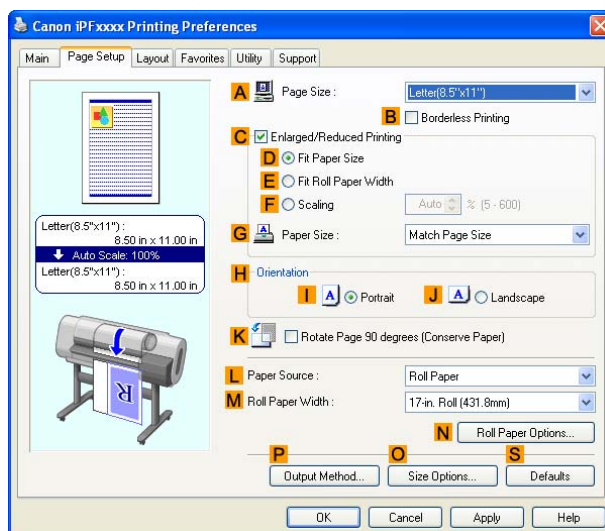 Canon iPFxxxx Printing Preferences
Main Page Setup Layout Favorites Utility Support
A Page Size : Letter(8.5"x11")
B Borderless Printing
C Enlarged/Reduced Printing
D Fit Paper Size
E Fit Roll Paper Width
F Scaling Auto % (5 - 600)
G A Paper Size : Match Page Size
Letter(8.5"x11") :
8.50 in x 11.00 in
Auto Scale: 100%
Letter(8.5"x11") :
8.50 in x 11.00 in
H Orientation
I A Portrait J A Landscape
K Rotate Page 90 degrees (Conserve Paper)
R
L Paper Source : Roll Paper
M Roll Paper Width : 17-in. Roll (431.8mm)
N Roll Paper Options...
P O S
Output Method... Size Options... Defaults
OK Cancel Apply Help